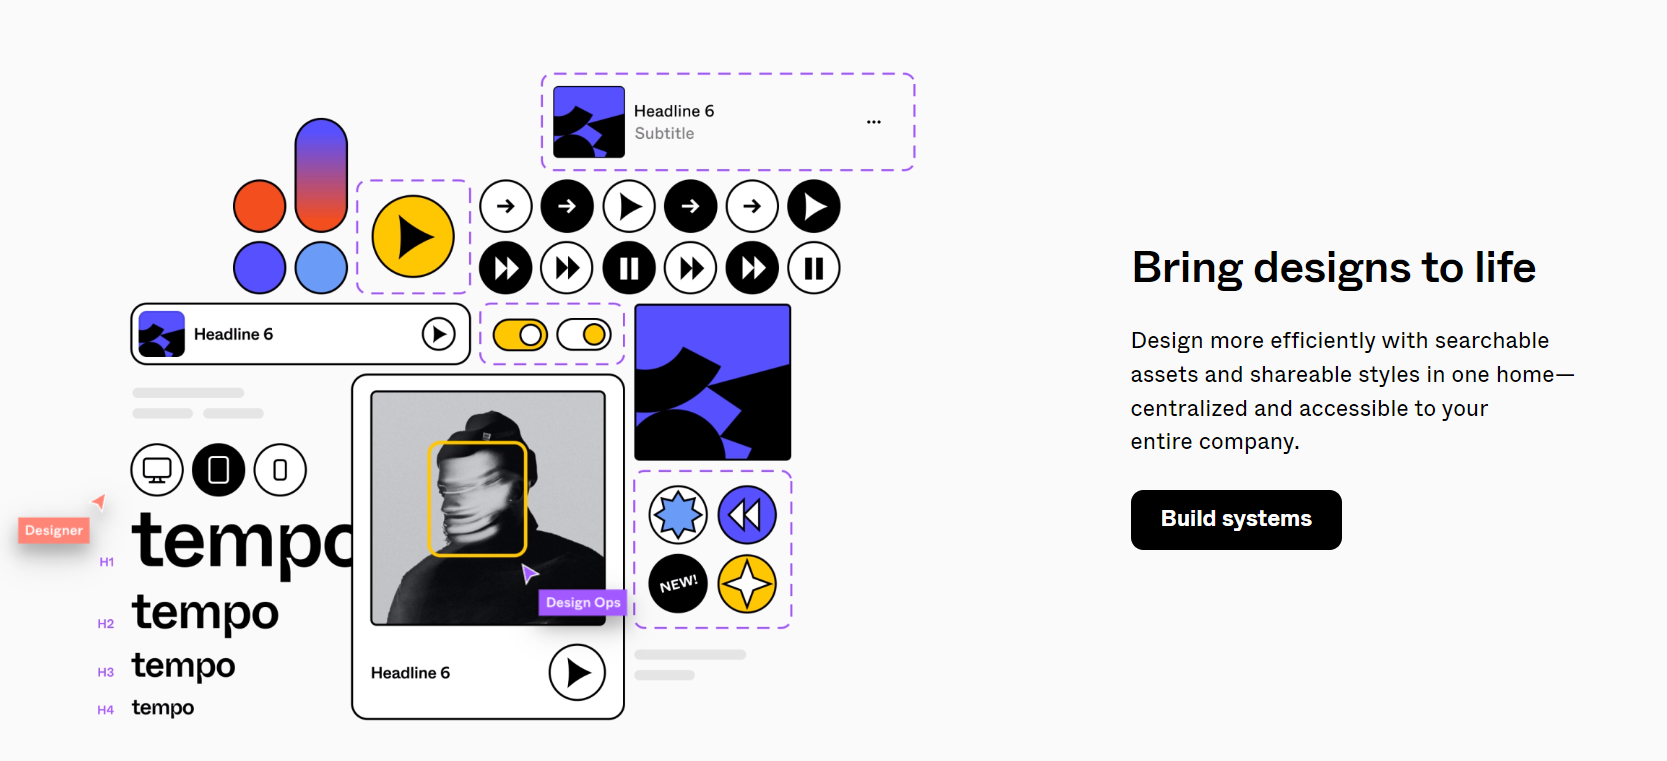 Headline 6
Subtitle
Headline 6
Designer
H1 tempo
H2 tempo
H3 tempo
H4 tempo
Design Ops
Headline 6
NEW!
Bring designs to life
Design more efficiently with searchable
assets and shareable styles in one home—
centralized and accessible to your
entire company.
Build systems